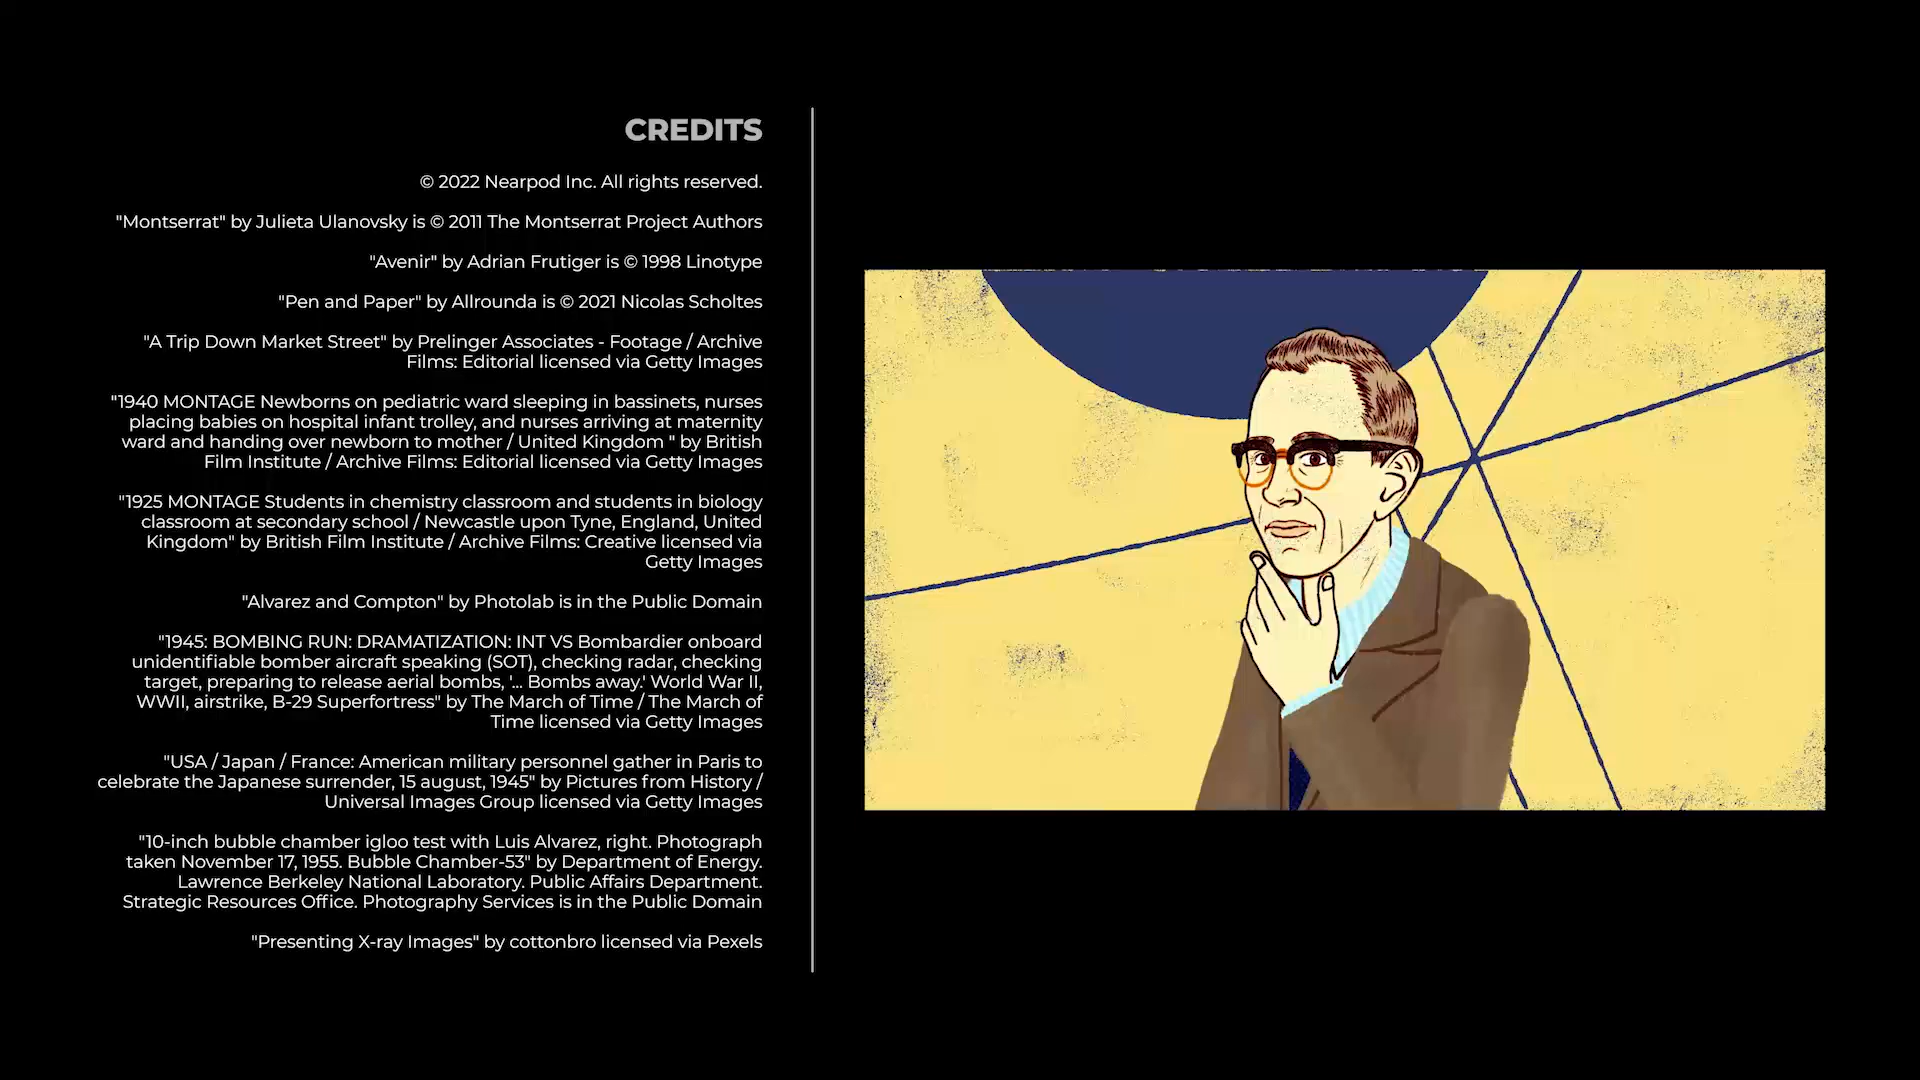 CREDITS
© 2022 Nearpod Inc. All rights reserved.
"Montserrat" by Julieta Ulanovsky is © 2011 The Montserrat Project Authors
"Avenir" by Adrian Frutiger is © 1998 Linotype
"Pen and Paper" by Allrounda is © 2021 Nicolas Scholtes
"A Trip Down Market Street" by Prelinger Associates - Footage / Archive
Films: Editorial licensed via Getty Images
"1940 MONTAGE Newborns on pediatric ward sleeping in bassinets, nurses
placing babies on hospital infant trolley, and nurses arriving at maternity
ward and handing over newborn to mother / United Kingdom " by British
Film Institute / Archive Films: Editorial licensed via Getty Images
"1925 MONTAGE Students in chemistry classroom and students in biology
classroom at secondary school / Newcastle upon Tyne, England, United
Kingdom" by British Film Institute / Archive Films: Creative licensed via
Getty Images
"Alvarez and Compton" by Photolab is in the Public Domain
"1945: BOMBING RUN: DRAMATIZATION: INT VS Bombardier onboard
unidentifiable bomber aircraft speaking (SOT), checking radar, checking
target, preparing to release aerial bombs, '... Bombs away.' World War II,
WWII, airstrike, B-29 Superfortress" by The March of Time / The March of
Time licensed via Getty Images
"USA / Japan / France: American military personnel gather in Paris to
celebrate the Japanese surrender, 15 august, 1945" by Pictures from History /
Universal Images Group licensed via Getty Images
"10-inch bubble chamber igloo test with Luis Alvarez, right. Photograph
taken November 17, 1955. Bubble Chamber-53" by Department of Energy.
Lawrence Berkeley National Laboratory. Public Affairs Department.
Strategic Resources Office. Photography Services is in the Public Domain
"Presenting X-ray Images" by cottonbro licensed via Pexels